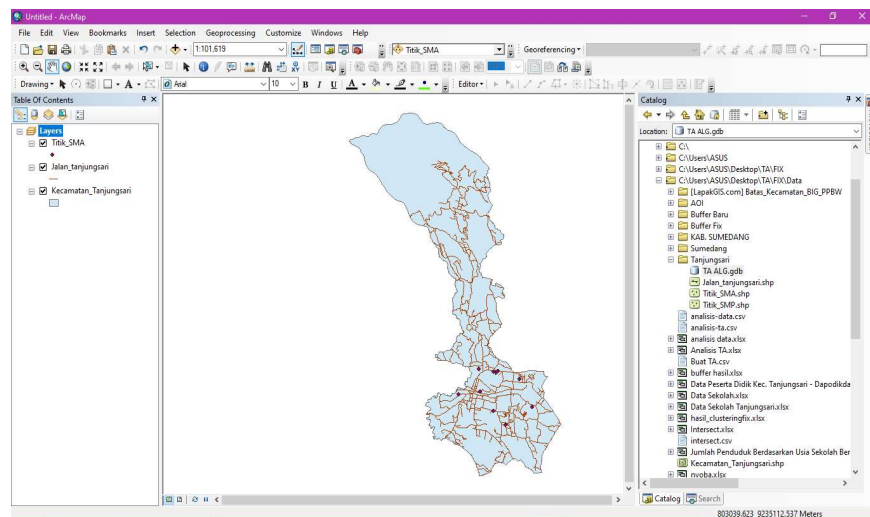 Untitled - ArcMap
File Edit View Bookmarks Insert Selection Geoprocessing Customize Windows Help
1:101,619 Titik_SMA Georeferencing
Drawing A Arial 10 B I U A Editor
Table Of Contents
Layers
Titik_SMA
Jalan_tanjungsari
Kecamatan_Tanjungsari
Catalog
Location: TA ALG.gdb
C:\
C:\Users\ASUS
C:\Users\ASUS\Desktop\TA\FIX
C:\Users\ASUS\Desktop\TA\FIX\Data
[LapakGIS.com] Batas_Kecamatan_BIG_PPBW
AOI
Buffer Baru
Buffer Fix
KAB. SUMEDANG
Sumedang
Tanjungsari
TA ALG.gdb
Jalan_tanjungsari.shp
Titik_SMA.shp
Titik_SMP.shp
analisis-data.csv
analisis-ta.csv
analisis data.xlsx
Analisis TA.xlsx
Buat TA.csv
buffer hasil.xlsx
Data Peserta Didik Kec. Tanjungsari - Dapodikda
Data Sekolah.xlsx
Data Sekolah Tanjungsari.xlsx
hasil_clusteringfix.xlsx
Intersect.xlsx
intersect.csv
Jumlah Penduduk Berdasarkan Usia Sekolah Ber
Kecamatan_Tanjungsari.shp
nyoba.xlsx
Catalog Search
803039.623 9235112.537 Meters